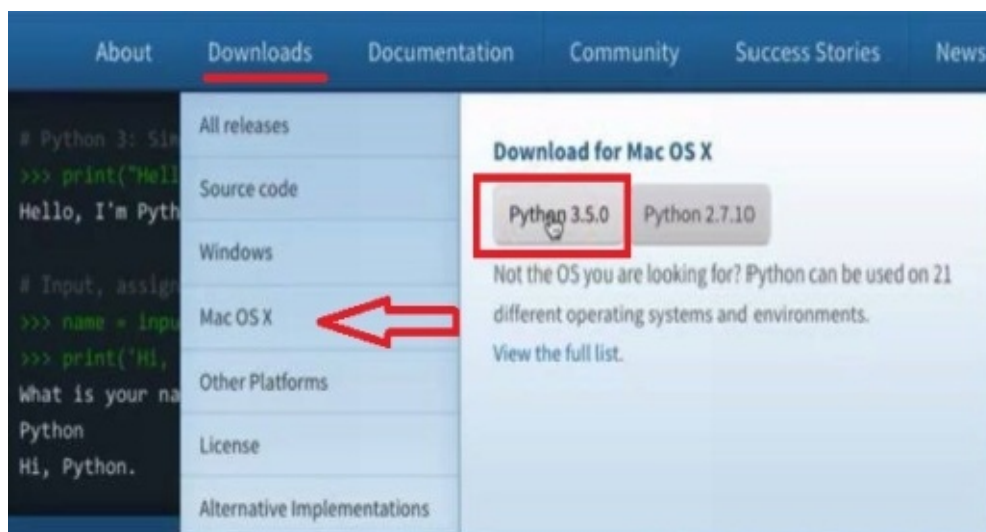 About Downloads Documentation Community Success Stories News
# Python 3: Sim
>>> print("Hell
Hello, I'm Pyth
# Input, assign
>>> name = inpu
>>> print('Hi,
What is your na
Python
Hi, Python.
All releases
Source code
Windows
Mac OS X
Other Platforms
License
Alternative Implementations
Download for Mac OS X
Python 3.5.0 Python 2.7.10
Not the OS you are looking for? Python can be used on 21
different operating systems and environments.
View the full list.